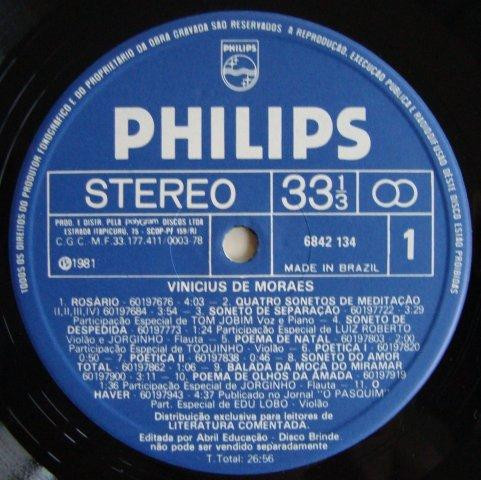 TODOS OS DIREITOS DO PRODUTOR FONOGRÁFICO E DO PROPRIETÁRIO DA OBRA GRAVADA SÃO RESERVADOS A REPRODUÇÃO, EXECUÇÃO PÚBLICA E RADIODIFUSÃO DESTE DISCO ESTÃO PROIBIDAS
PHILIPS
PHILIPS
STEREO 33 1/3
PROD. E DISTR. PELA polygram DISCOS LTDA
ESTRADA ITAPICURU, 75 - SCDP-PF 159/RJ
C.G.C. M.F.33.177.411/0003-78
6842 134
1
℗1981
MADE IN BRAZIL
VINICIUS DE MORAES
1. ROSÁRIO - 60197676 - 4:03 – 2. QUATRO SONETOS DE MEDITAÇÃO
(I,II,III,IV) 60197684 - 3:54 – 3. SONETO DE SEPARAÇÃO - 60197722 - 3:29
Participação Especial de TOM JOBIM Voz e Piano – 4. SONETO DE
DESPEDIDA - 60197773 - 1:24 Participação Especial de LUIZ ROBERTO
Violão e JORGINHO - Flauta – 5. POEMA DE NATAL - 60197803 - 2:00
Participação Especial de TOQUINHO - Violão – 6. POÉTICA I - 60197820
0:50 – 7. POÉTICA II - 60197838 - 0:46 – 8. SONETO DO AMOR
TOTAL - 60197862 - 1:06 – 9. BALADA DA MOÇA DO MIRAMAR
60197900 - 3:11 – 10. POEMA DE OLHOS DA AMADA - 60197919
1:36 Participação Especial de JORGINHO - Flauta – 11. O
HAVER - 60197943 - 4:37 Publicado no Jornal "O PASQUIM"
Part. Especial de EDU LOBO - Violão
Distribuição exclusiva para leitores de
LITERATURA COMENTADA.
Editada por Abril Educação - Disco Brinde
não pode ser vendido separadamente
T. Total: 26:56